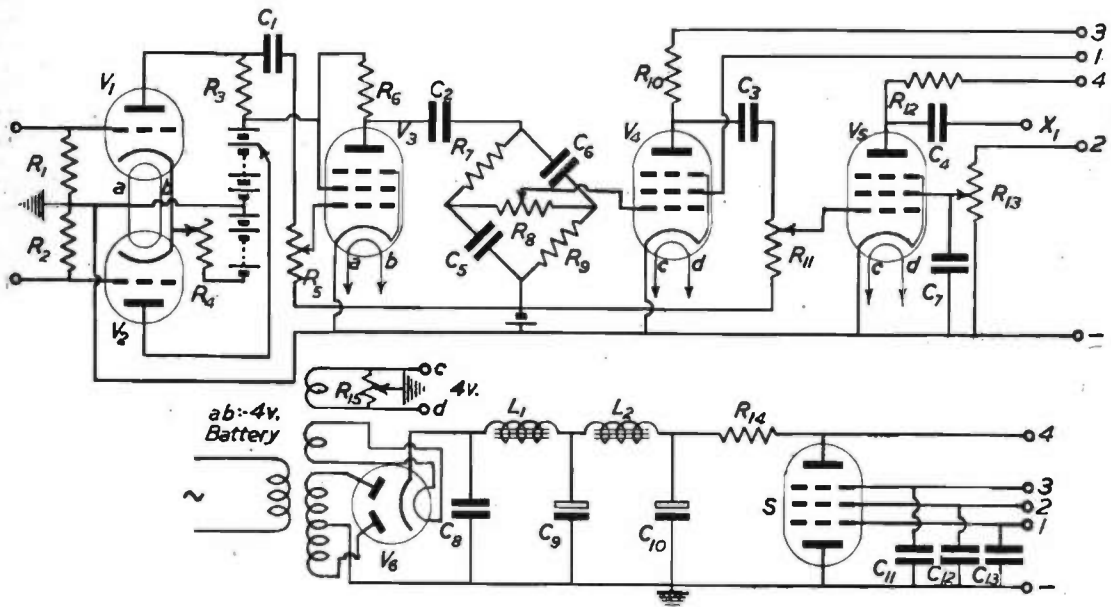 C1
3
1
V1
R3
R6
R10
4
C2
C3
R12
V3
V4
V5
C4
X1
R7
C6
2
R1
a
b
R13
R2
R8
R4
R5
a
b
C5
R9
c
d
R11
c
d
C7
V2
–
c
R15
4v.
d
ab:-4v.
Battery
L1
L2
R14
4
~
3
S
2
C8
C9
C10
1
V6
C11
C12
C13
–